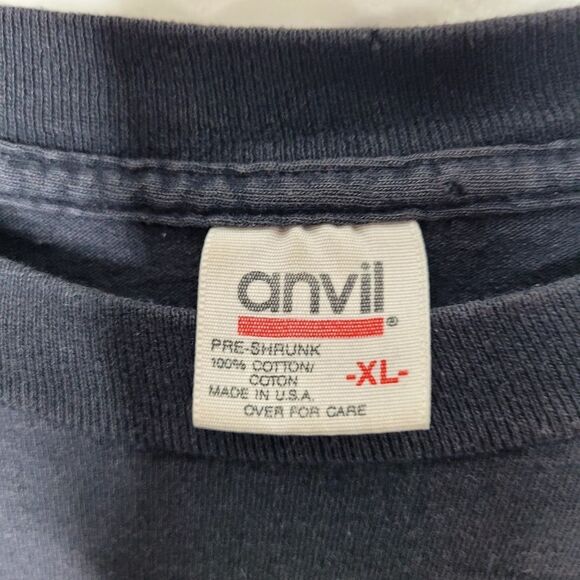 anvil®
PRE-SHRUNK
100% COTTON/
COTON
-XL-
MADE IN U.S.A.
OVER FOR CARE